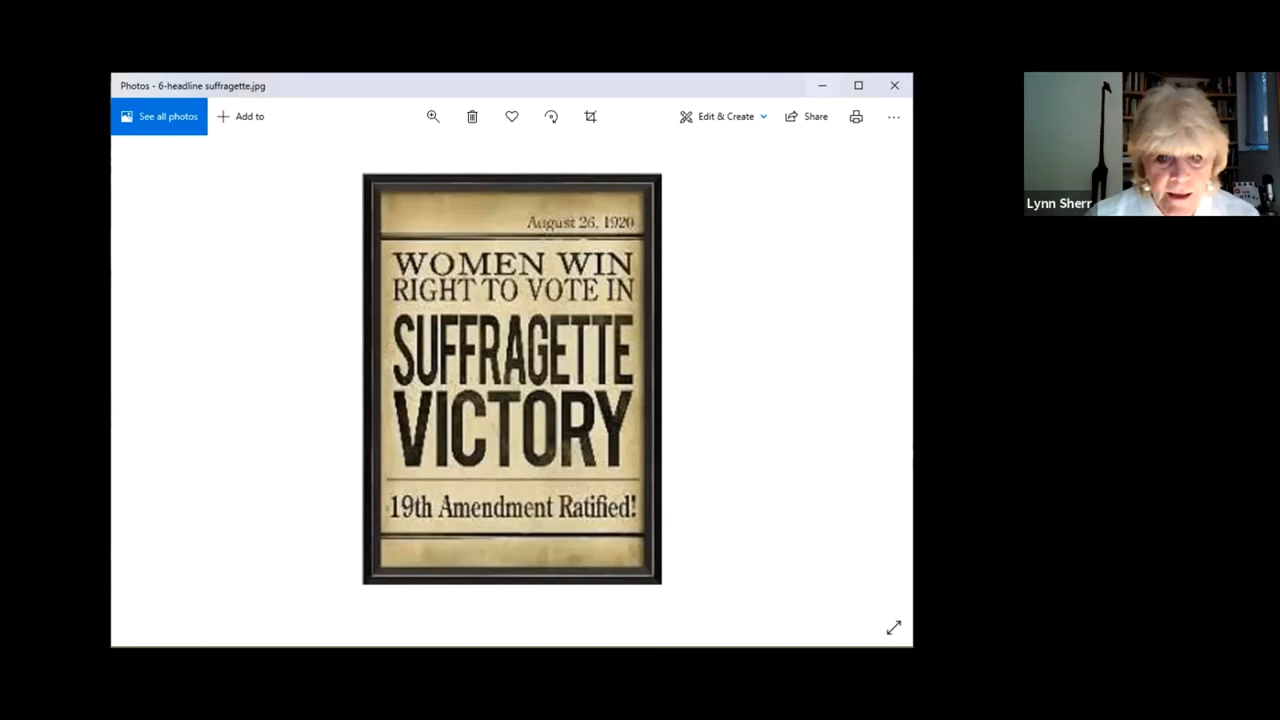 Photos - 6-headline suffragette.jpg
See all photos
Add to
Edit & Create
Share
August 26, 1920
WOMEN WIN
RIGHT TO VOTE IN
SUFFRAGETTE
VICTORY
19th Amendment Ratified!
Lynn Sherr